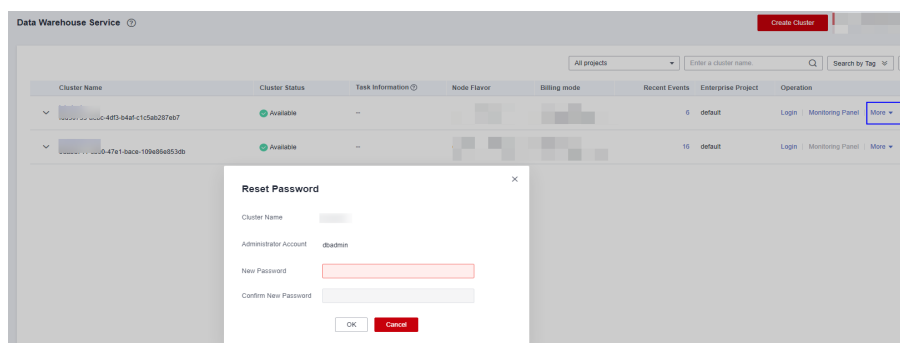 Data Warehouse Service ?
Create Cluster
All projects
Enter a cluster name.
Search by Tag
Cluster Name Cluster Status Task Information ? Node Flavor Billing mode Recent Events Enterprise Project Operation
-4df3-b4af-c1c5ab287eb7 Available -- 6 default Login Monitoring Panel More
-47e1-bace-109e86e853db Available -- 16 default Login Monitoring Panel More
Reset Password
Cluster Name
Administrator Account dbadmin
New Password
Confirm New Password
OK Cancel